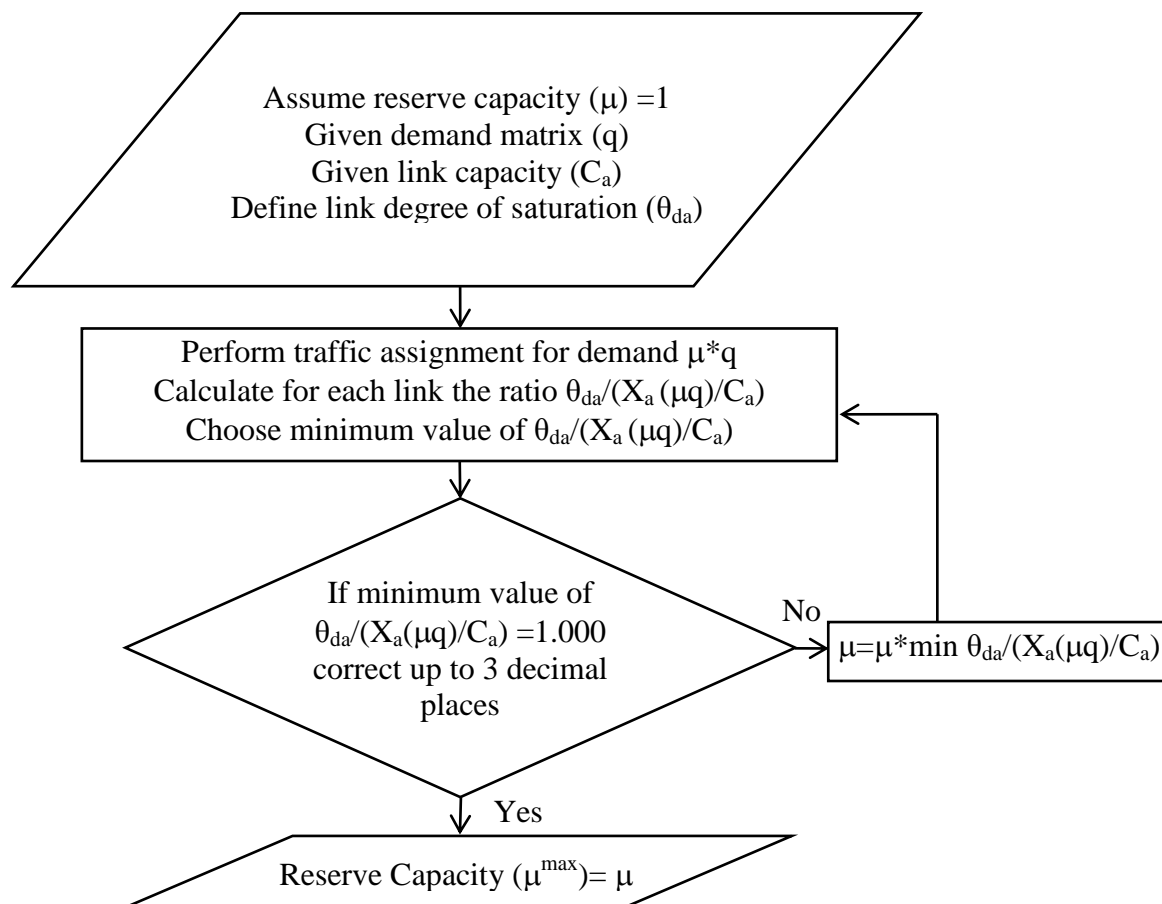 Assume reserve capacity (μ) =1
Given demand matrix (q)
Given link capacity (Cₐ)
Define link degree of saturation (θda)
Perform traffic assignment for demand μ*q
Calculate for each link the ratio θda/(Xa (μq)/Ca)
Choose minimum value of θda/(Xa (μq)/Ca)
If minimum value of
θda/(Xa(μq)/Ca) =1.000
correct up to 3 decimal
places
No
μ=μ*min θda/(Xa(μq)/Ca)
Yes
Reserve Capacity (μmax)= μ